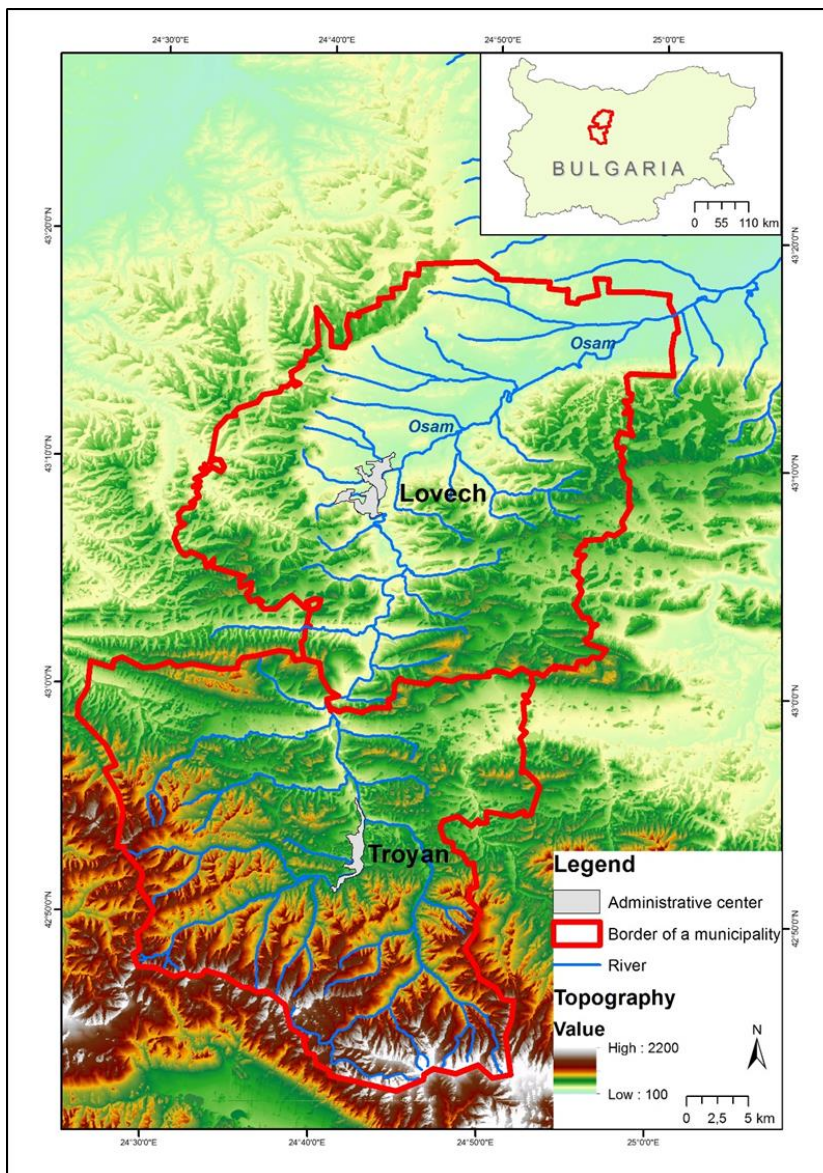 24°30'0"E 24°40'0"E 24°50'0"E 25°0'0"E
BULGARIA
0 55 110 km
43°20'0"N
43°20'0"N
Osam
Osam
43°10'0"N
43°10'0"N
Lovech
43°0'0"N
43°0'0"N
Troyan
42°50'0"N
42°50'0"N
Legend
Administrative center
Border of a municipality
River
Topography
Value
High : 2200
Low : 100
N
0 2,5 5 km
24°30'0"E 24°40'0"E 24°50'0"E 25°0'0"E